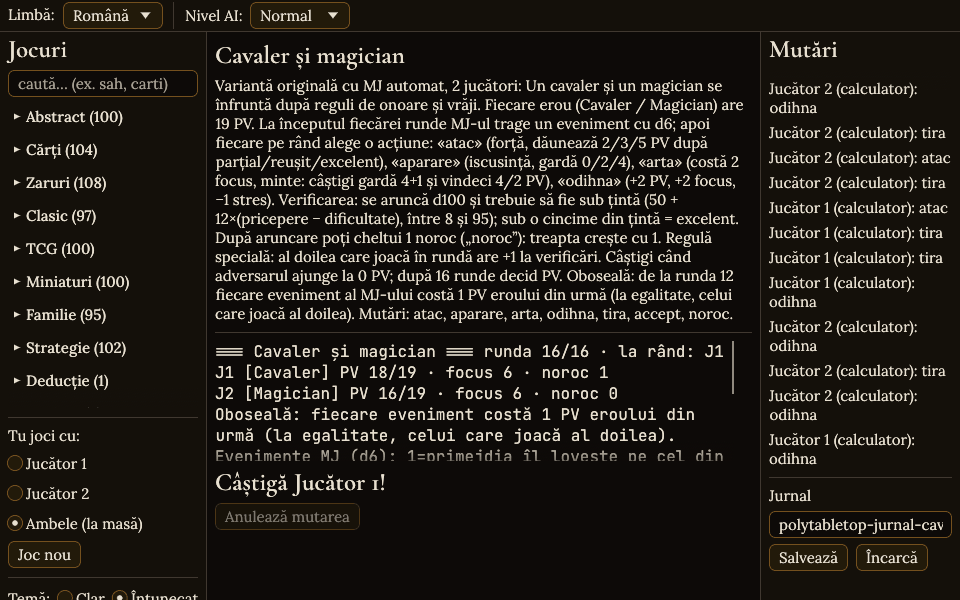 Limbă: Română ▼ Nivel AI: Normal ▼
Jocuri
caută... (ex. sah, carti)
▸ Abstract (100)
▸ Cărți (104)
▸ Zaruri (108)
▸ Clasic (97)
▸ TCG (100)
▸ Miniaturi (100)
▸ Familie (95)
▸ Strategie (102)
▸ Deducție (1)
Tu joci cu:
Jucător 1
Jucător 2
Ambele (la masă)
Joc nou
Temă: Clar Întunecat
Cavaler și magician
Variantă originală cu MJ automat, 2 jucători: Un cavaler și un magician se
înfruntă după reguli de onoare și vrăji. Fiecare erou (Cavaler / Magician) are
19 PV. La începutul fiecărei runde MJ-ul trage un eveniment cu d6; apoi
fiecare pe rând alege o acțiune: «atac» (forță, dăunează 2/3/5 PV după
parțial/reușit/excelent), «aparare» (iscusință, gardă 0/2/4), «arta» (costă 2
focus, minte: câștigi gardă 4+1 și vindeci 4/2 PV), «odihna» (+2 PV, +2 focus,
−1 stres). Verificarea: se aruncă d100 și trebuie să fie sub țintă (50 +
12×(pricepere − dificultate), între 8 și 95); sub o cincime din țintă = excelent.
După aruncare poți cheltui 1 noroc („noroc”): treapta crește cu 1. Regulă
specială: al doilea care joacă în rundă are +1 la verificări. Câștigi când
adversarul ajunge la 0 PV; după 16 runde decid PV. Oboseală: de la runda 12
fiecare eveniment al MJ-ului costă 1 PV eroului din urmă (la egalitate, celui
care joacă al doilea). Mutări: atac, aparare, arta, odihna, tira, accept, noroc.
═══ Cavaler și magician ═══ runda 16/16 · la rând: J1
J1 [Cavaler] PV 18/19 · focus 6 · noroc 1
J2 [Magician] PV 16/19 · focus 6 · noroc 0
Oboseală: fiecare eveniment costă 1 PV eroului din
urmă (la egalitate, celui care joacă al doilea).
Evenimente MJ (d6): 1=primejdia îl lovește pe cel din
Câștigă Jucător 1!
Anulează mutarea
Mutări
Jucător 2 (calculator):
odihna
Jucător 2 (calculator): tira
Jucător 2 (calculator): atac
Jucător 2 (calculator): tira
Jucător 1 (calculator): atac
Jucător 1 (calculator): tira
Jucător 1 (calculator): tira
Jucător 1 (calculator):
odihna
Jucător 2 (calculator):
odihna
Jucător 2 (calculator): tira
Jucător 2 (calculator):
odihna
Jucător 1 (calculator):
odihna
Jurnal
polytabletop-jurnal-cav
Salvează Încarcă